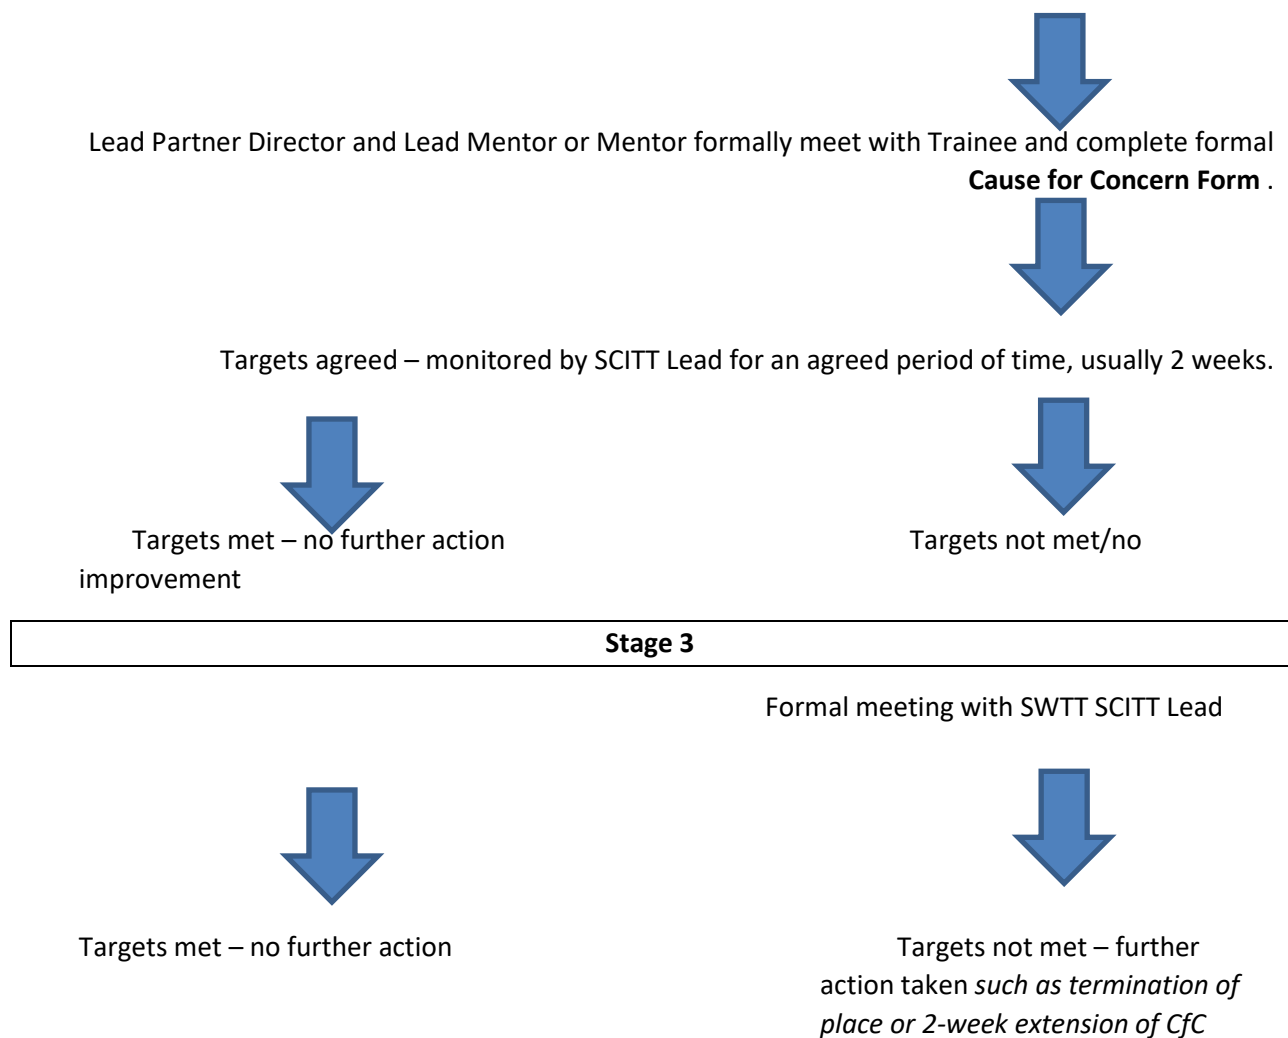 Lead Partner Director and Lead Mentor or Mentor formally meet with Trainee and complete formal
Cause for Concern Form .
Targets agreed – monitored by SCITT Lead for an agreed period of time, usually 2 weeks.
Targets met – no further action Targets not met/no
improvement
Stage 3
Formal meeting with SWTT SCITT Lead
Targets met – no further action Targets not met – further
action taken such as termination of
place or 2-week extension of CfC